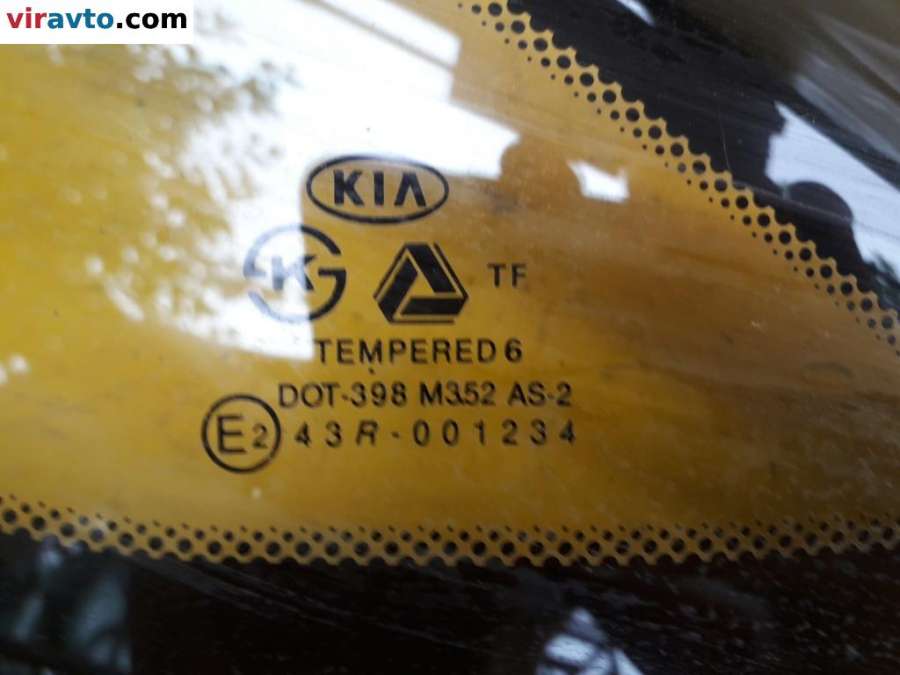 viravto.com
KIA
K TF
TEMPERED 6
DOT-398 M352 AS-2
E2 43R-001234